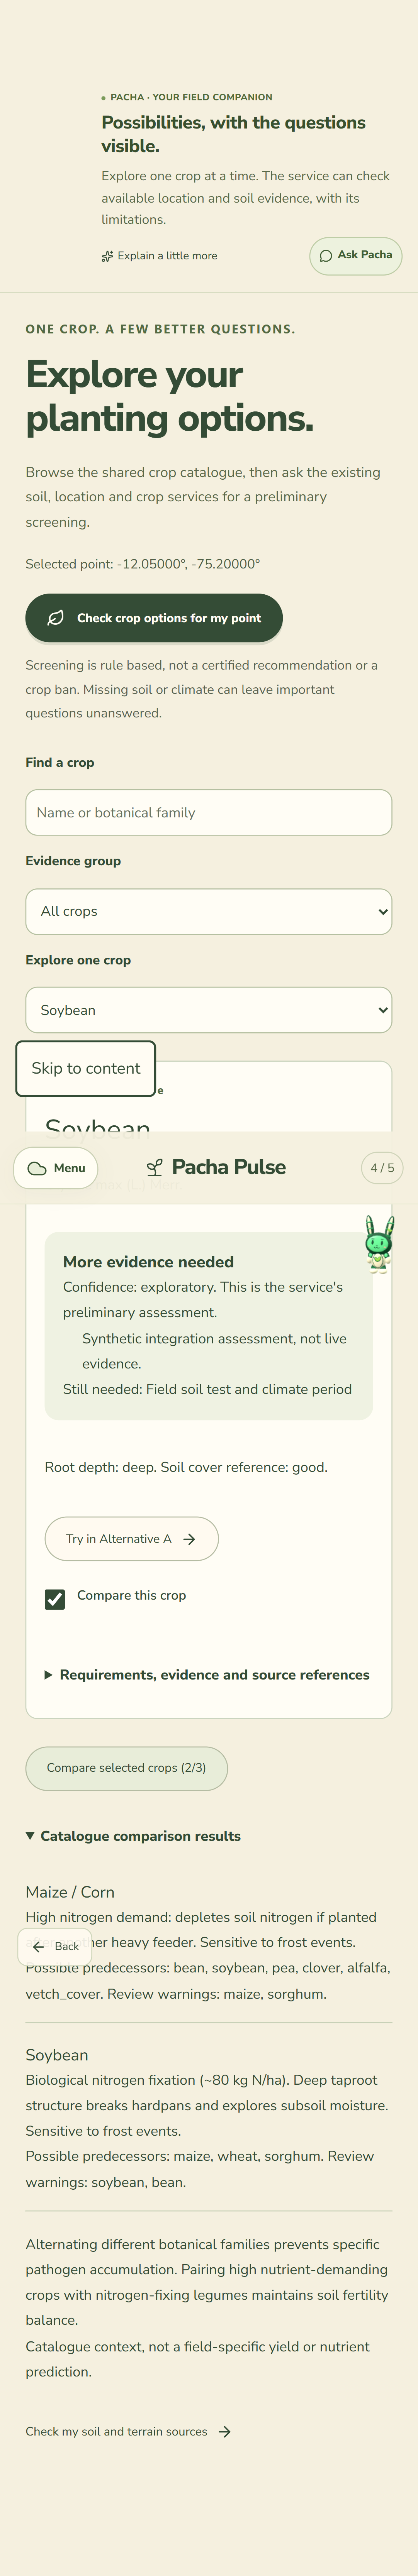 PACHA · YOUR FIELD COMPANION
Possibilities, with the questions
visible.
Explore one crop at a time. The service can check
available location and soil evidence, with its
limitations.
Explain a little more
Ask Pacha
ONE CROP. A FEW BETTER QUESTIONS.
Explore your
planting options.
Browse the shared crop catalogue, then ask the existing
soil, location and crop services for a preliminary
screening.
Selected point: -12.05000°, -75.20000°
Check crop options for my point
Screening is rule based, not a certified recommendation or a
crop ban. Missing soil or climate can leave important
questions unanswered.
Find a crop
Name or botanical family
Evidence group
All crops
Explore one crop
Soybean
Skip to content
Soybean
Menu
Pacha Pulse
4 / 5
More evidence needed
Confidence: exploratory. This is the service's
preliminary assessment.
Synthetic integration assessment, not live
evidence.
Still needed: Field soil test and climate period
Root depth: deep. Soil cover reference: good.
Try in Alternative A
Compare this crop
Requirements, evidence and source references
Compare selected crops (2/3)
Catalogue comparison results
Maize / Corn
High nitrogen demand: depletes soil nitrogen if planted
heavy feeder. Sensitive to frost events.
Back
Possible predecessors: bean, soybean, pea, clover, alfalfa,
vetch_cover. Review warnings: maize, sorghum.
Soybean
Biological nitrogen fixation (~80 kg N/ha). Deep taproot
structure breaks hardpans and explores subsoil moisture.
Sensitive to frost events.
Possible predecessors: maize, wheat, sorghum. Review
warnings: soybean, bean.
Alternating different botanical families prevents specific
pathogen accumulation. Pairing high nutrient-demanding
crops with nitrogen-fixing legumes maintains soil fertility
balance.
Catalogue context, not a field-specific yield or nutrient
prediction.
Check my soil and terrain sources